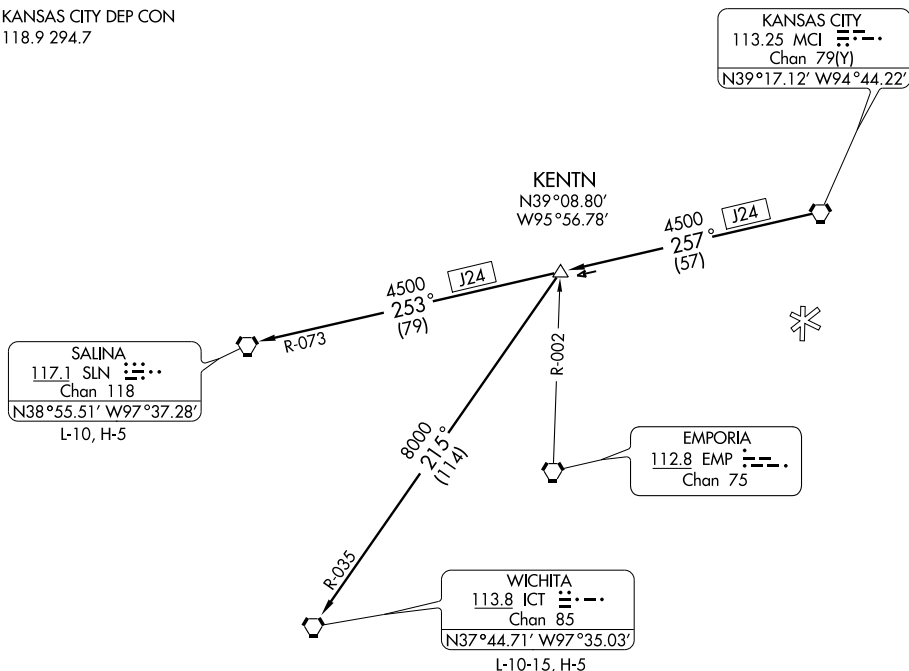 KANSAS CITY DEP CON
118.9 294.7
KANSAS CITY
113.25 MCI
Chan 79(Y)
N39°17.12' W94°44.22'
KENTN
N39°08.80'
W95°56.78'
4500
J24
257°
(57)
4500
J24
253°
(79)
R-073
R-002
SALINA
117.1 SLN
Chan 118
N38°55.51' W97°37.28'
L-10, H-5
8000
215°
(114)
R-035
EMPORIA
112.8 EMP
Chan 75
WICHITA
113.8 ICT
Chan 85
N37°44.71' W97°35.03'
L-10-15, H-5